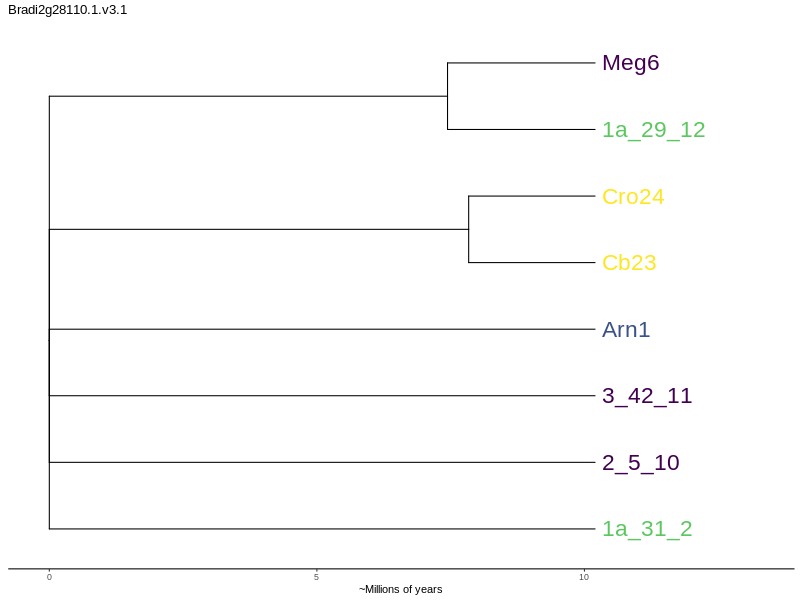 Bradi2g28110.1.v3.1
Meg6
1a_29_12
Cro24
Cb23
Arn1
3_42_11
2_5_10
1a_31_2
0 5 10
~Millions of years